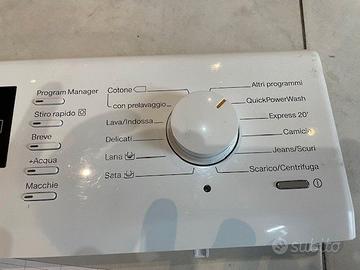 Program Manager
Stiro rapido
Breve
+Acqua
Macchie
Cotone
con prelavaggio
Lava/Indossa
Delicati
Lana
Seta
Altri programmi
QuickPowerWash
Express 20'
Camicie
Jeans/Scuri
Scarico/Centrifuga
subito